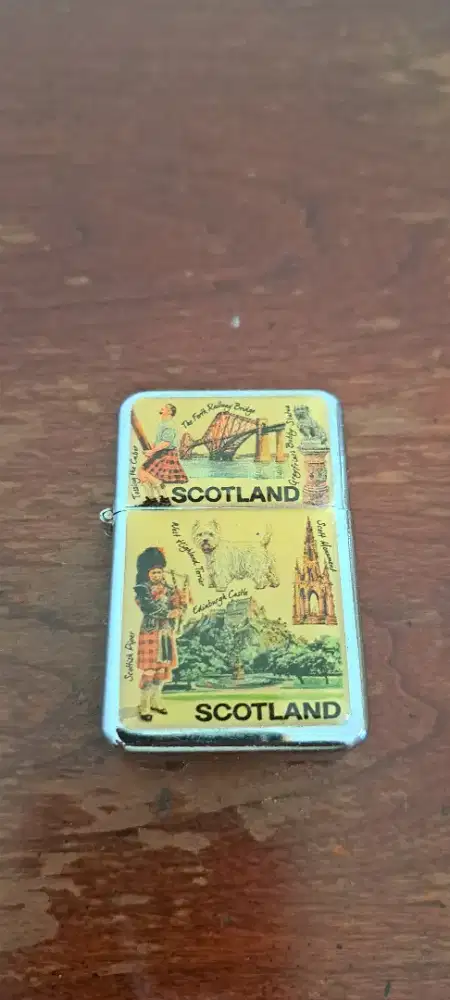 Tossing the Caber
The Forth Railway Bridge
Greyfriars Bobby Statue
SCOTLAND
West Highland Terrier
Scott Monument
Edinburgh Castle
Scottish Piper
SCOTLAND